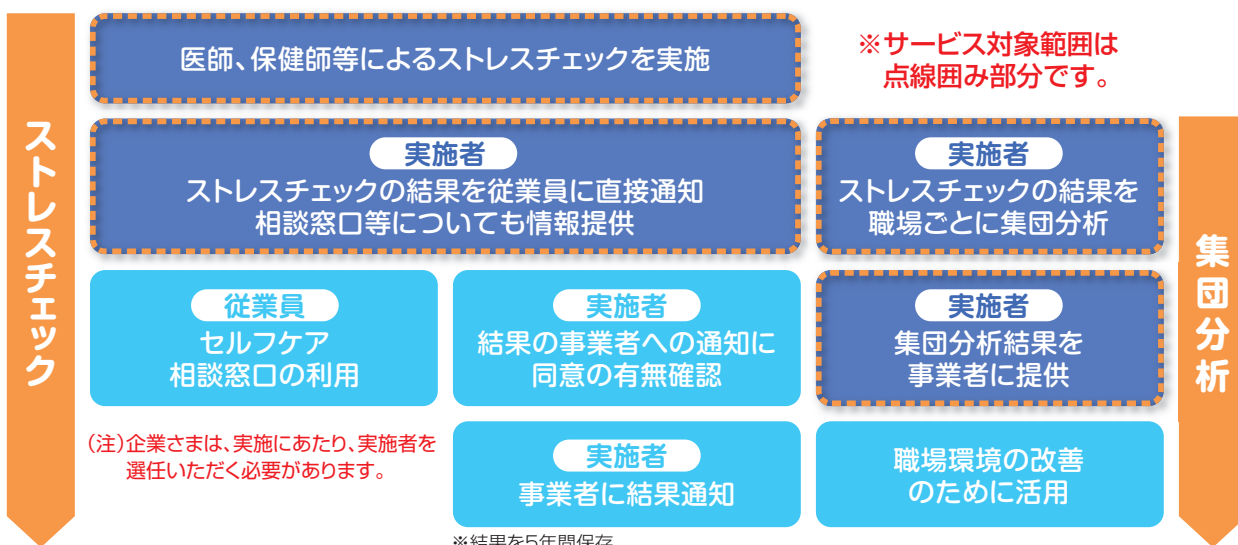 ストレスチェック
医師、保健師等によるストレスチェックを実施
※サービス対象範囲は
点線囲み部分です。
実施者
ストレスチェックの結果を従業員に直接通知
相談窓口等についても情報提供
実施者
ストレスチェックの結果を
職場ごとに集団分析
集団分析
従業員
セルフケア
相談窓口の利用
実施者
結果の事業者への通知に
同意の有無確認
実施者
集団分析結果を
事業者に提供
(注)企業さまは、実施にあたり、実施者を
選任いただく必要があります。
実施者
事業者に結果通知
職場環境の改善
のために活用
※結果を5年間保存